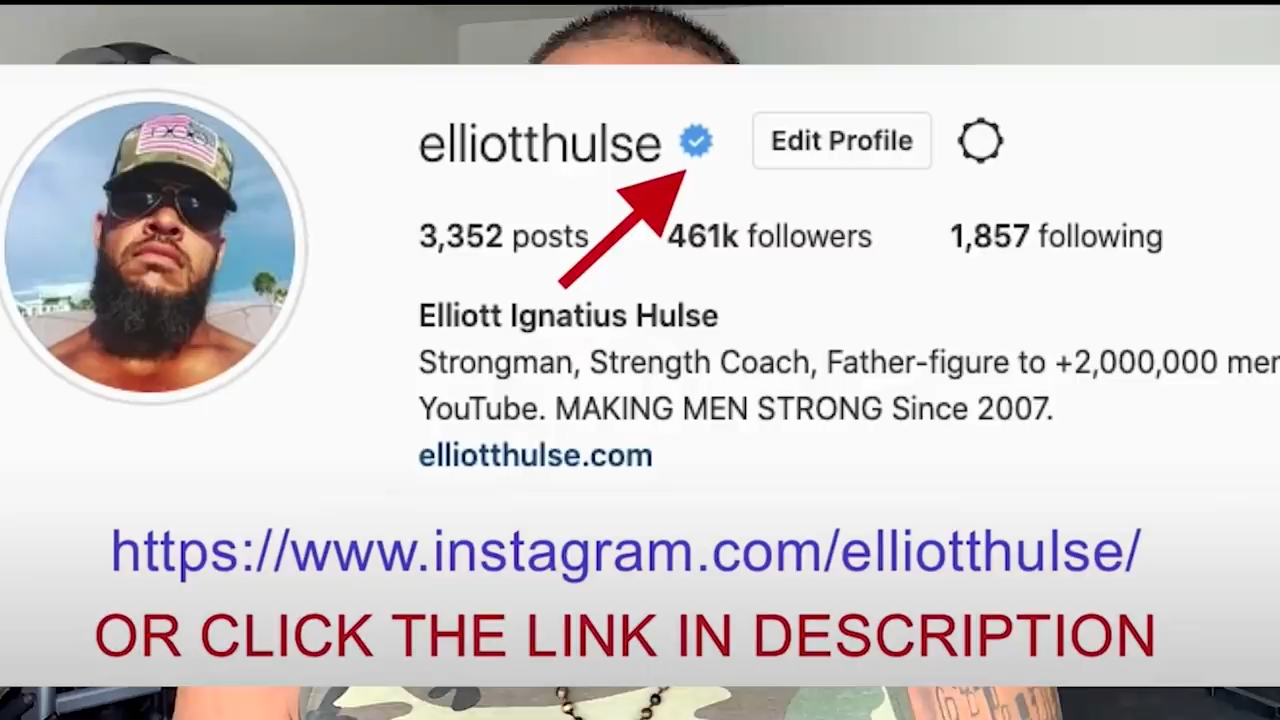 elliotthulse Edit Profile
3,352 posts 461k followers 1,857 following
Elliott Ignatius Hulse
Strongman, Strength Coach, Father-figure to +2,000,000 men
YouTube. MAKING MEN STRONG Since 2007.
elliotthulse.com
https://www.instagram.com/elliotthulse/
OR CLICK THE LINK IN DESCRIPTION